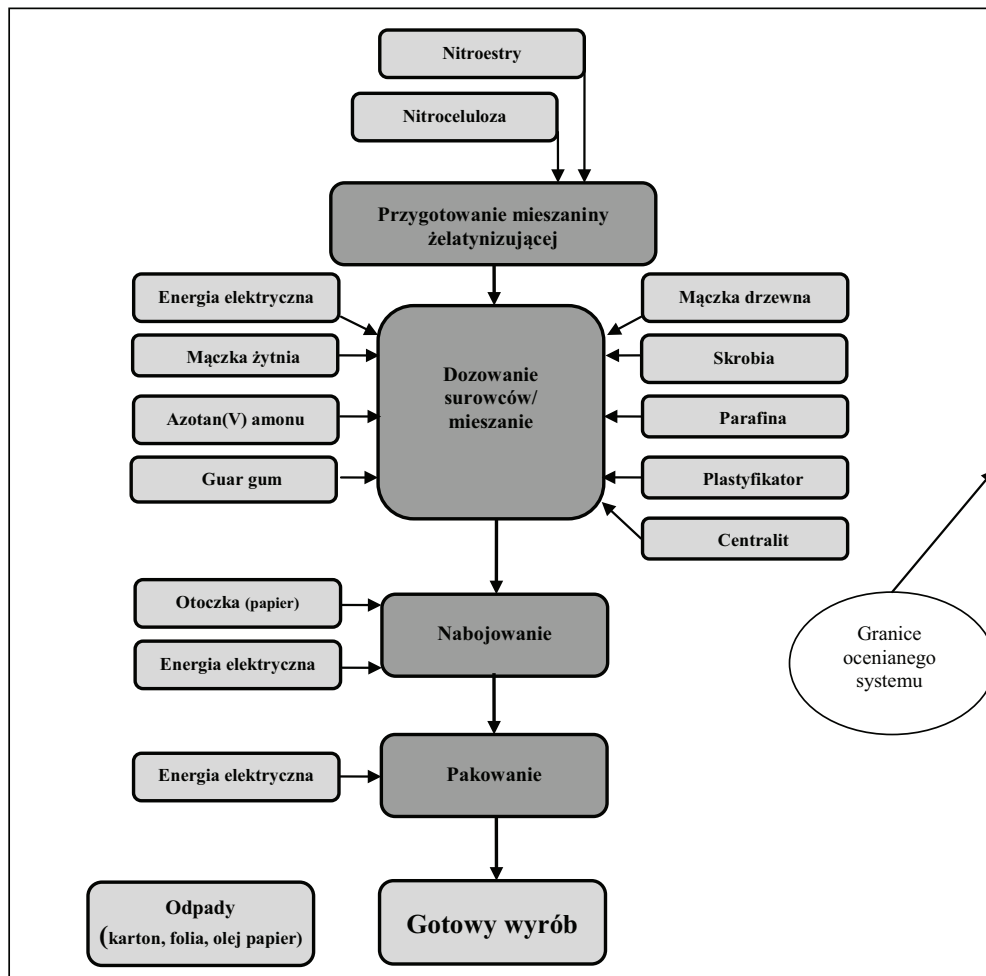 Nitroestry
Nitroceluloza
Przygotowanie mieszaniny
żelatynizującej
Energia elektryczna
Mączka żytnia
Azotan(V) amonu
Guar gum
Dozowanie
surowców/
mieszanie
Mączka drzewna
Skrobia
Parafina
Plastyfikator
Centralit
Otoczka (papier)
Energia elektryczna
Nabojowanie
Granice
ocenianego
systemu
Energia elektryczna
Pakowanie
Odpady
(karton, folia, olej papier)
Gotowy wyrób